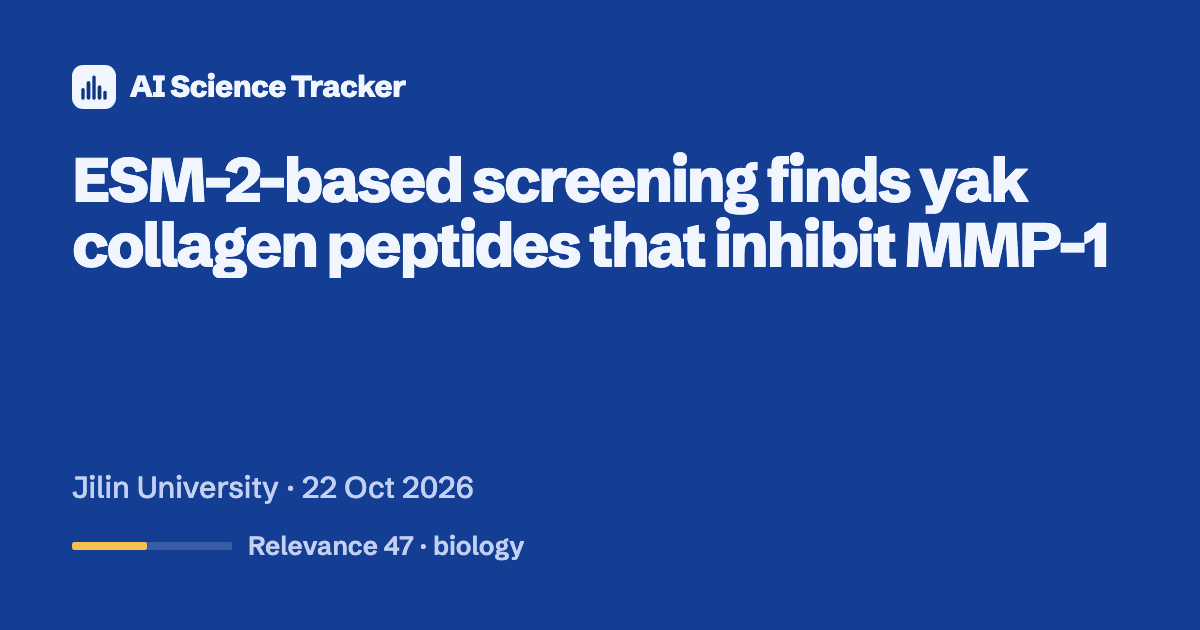 AI Science Tracker
ESM-2-based screening finds yak
collagen peptides that inhibit MMP-1
Jilin University · 22 Oct 2026
Relevance 47 · biology